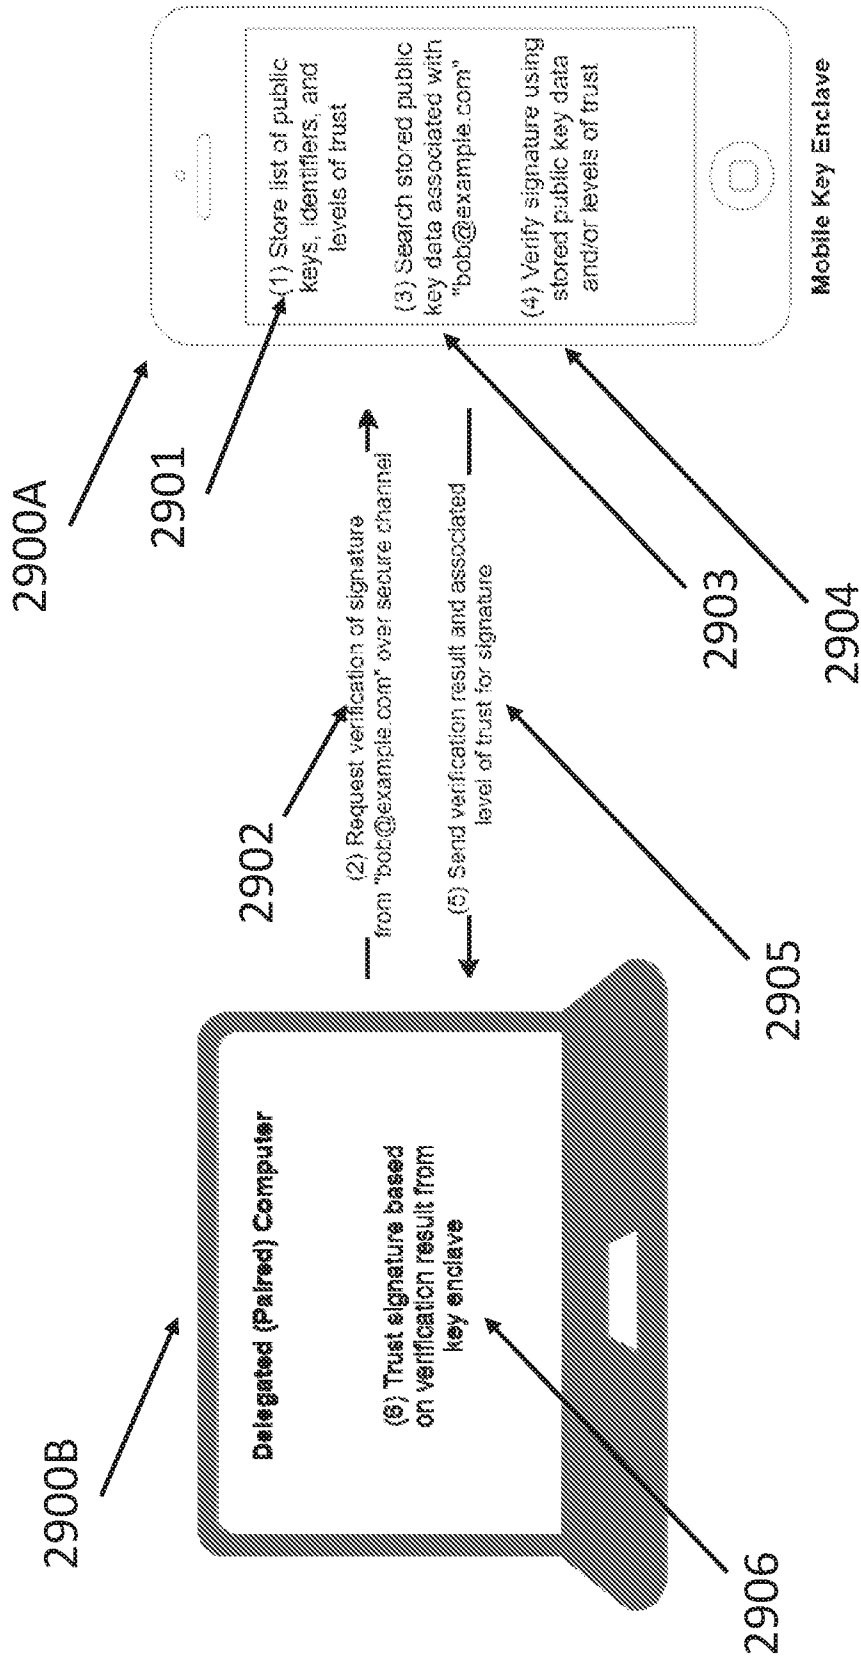 2900B
Delegated (Paired) Computer
(6) Trust signature based
on verification result from
key enclave
2906
2902
(2) Request verification of signature
from "bob@example.com" over secure channel
(5) Send verification result and associated
level of trust for signature
2905
2900A
2901
(1) Store list of public
keys, identifiers, and
levels of trust
(3) Search stored public
key data associated with
"bob@example.com"
(4) Verify signature using
stored public key data
and/or levels of trust
2903
2904
Mobile Key Enclave